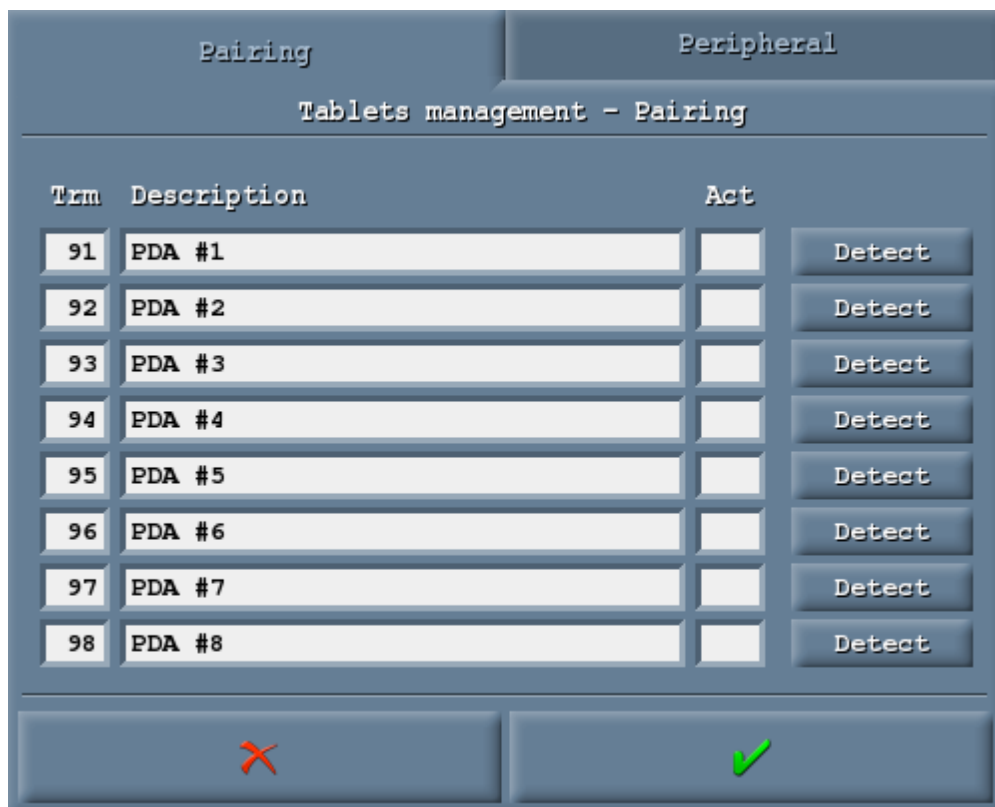 Pairing Peripheral
Tablets management - Pairing
Trm Description Act
91 PDA #1 Detect
92 PDA #2 Detect
93 PDA #3 Detect
94 PDA #4 Detect
95 PDA #5 Detect
96 PDA #6 Detect
97 PDA #7 Detect
98 PDA #8 Detect